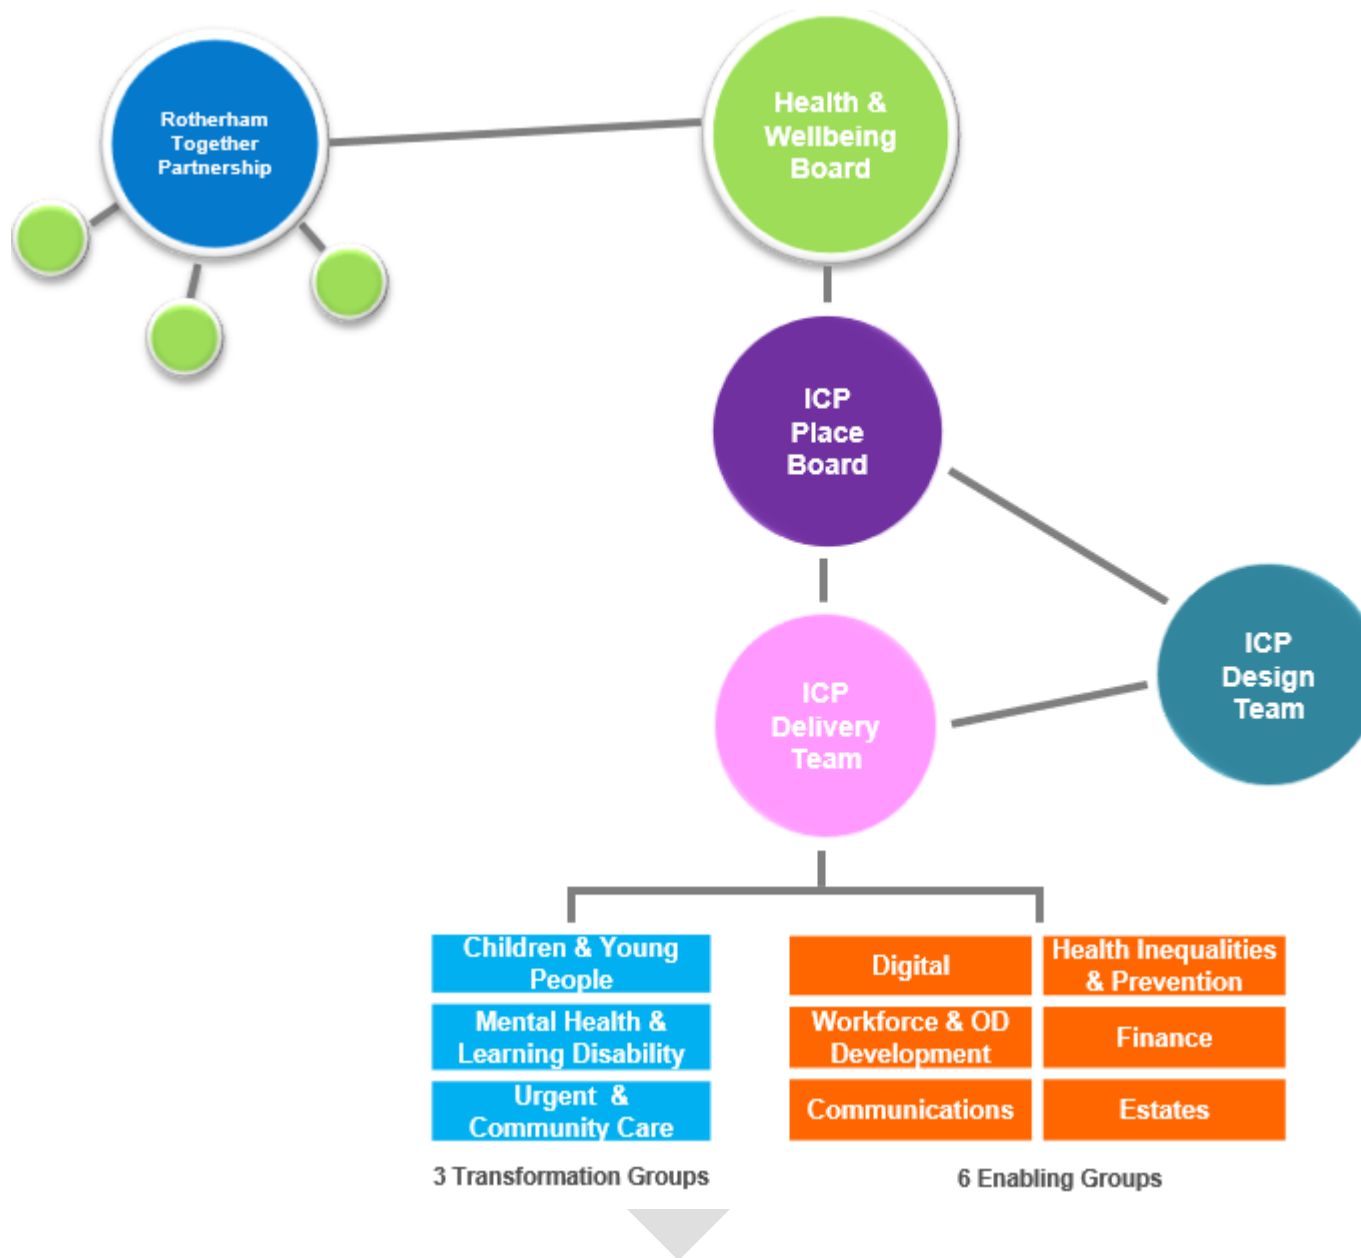 Rotherham
Together
Partnership
Health &
Wellbeing
Board
ICP
Place
Board
ICP
Design
Team
ICP
Delivery
Team
Children & Young
People
Mental Health &
Learning Disability
Urgent &
Community Care
3 Transformation Groups
Digital
Health Inequalities
& Prevention
Workforce & OD
Development
Finance
Communications
Estates
6 Enabling Groups